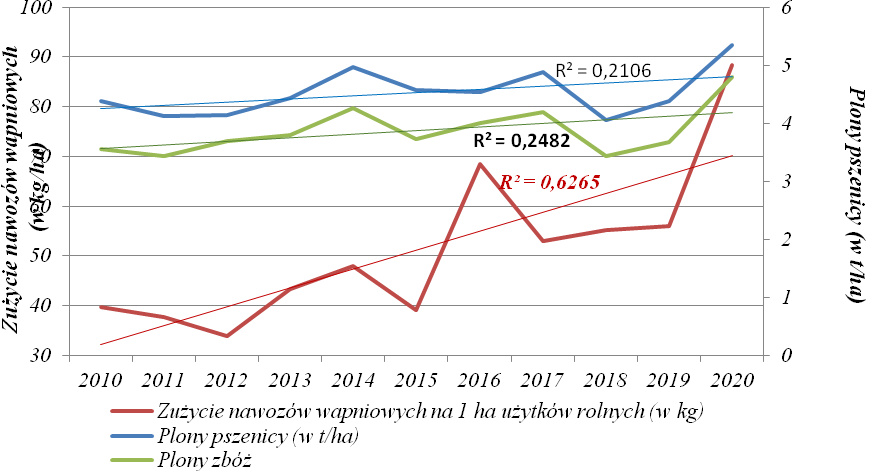 100
90
80
70
60
50
40
30
Zużycie nawozów wapniowych
(w kg/ha)
6
5
4
3
2
1
0
Plony pszenicy (w t/ha)
R² = 0,2106
R² = 0,2482
R² = 0,6265
2010 2011 2012 2013 2014 2015 2016 2017 2018 2019 2020
Zużycie nawozów wapniowych na 1 ha użytków rolnych (w kg)
Plony pszenicy (w t/ha)
Plony zbóż